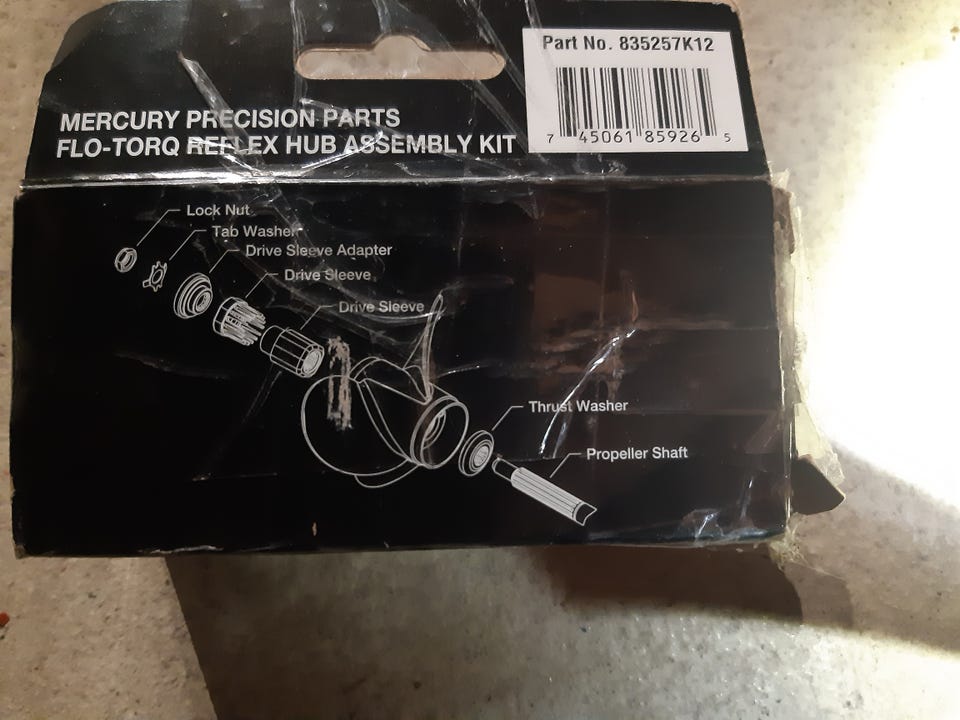 Part No. 835257K12
7 45061 85926 5
MERCURY PRECISION PARTS
FLO-TORQ REFLEX HUB ASSEMBLY KIT
Lock Nut
Tab Washer
Drive Sleeve Adapter
Drive Sleeve
Drive Sleeve
Thrust Washer
Propeller Shaft